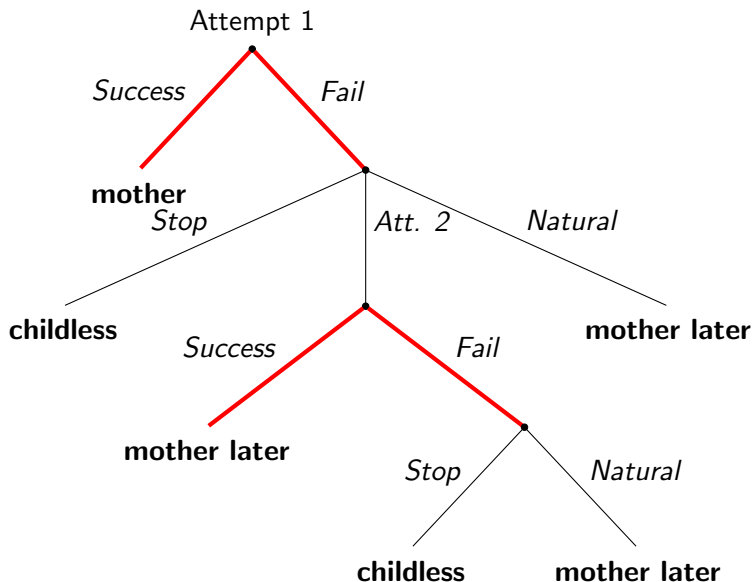 Attempt 1
Success
Fail
mother
Stop
Att. 2
Natural
childless
mother later
Success
Fail
mother later
Stop
Natural
childless
mother later